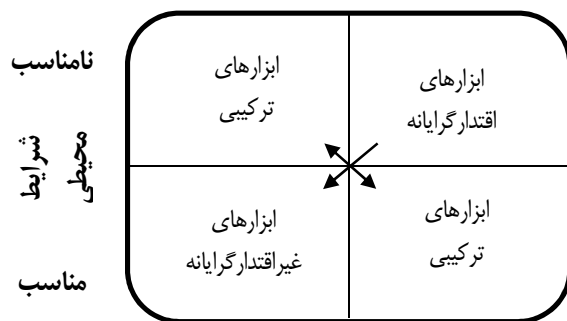 نامناسب
شرایط
محیطی
مناسب
ابزارهای
اقتدارگرایانه
ابزارهای
ترکیبی
ابزارهای
ترکیبی
ابزارهای
غیراقتدارگرایانه